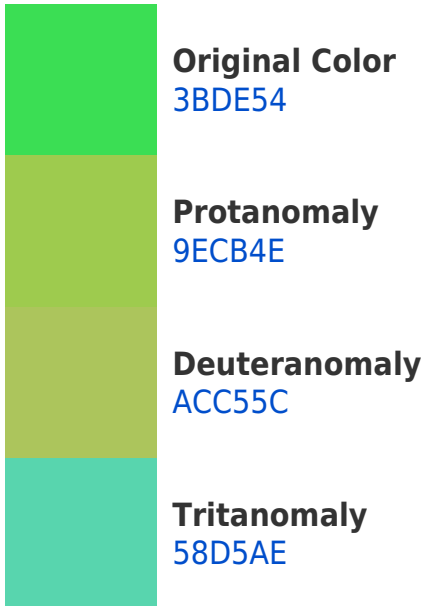 Original Color
3BDE54
Protanomaly
9ECB4E
Deuteranomaly
ACC55C
Tritanomaly
58D5AE